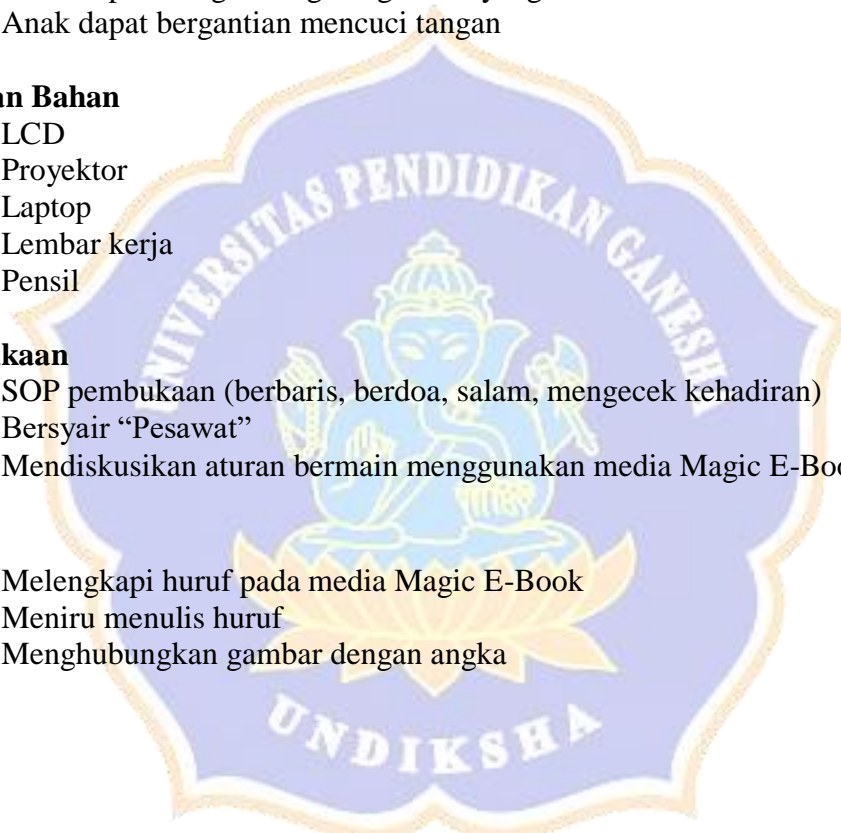 Anak dapat bergantian mencuci tangan
an Bahan
LCD
Proyektor
Laptop
Lembar kerja
Pensil
kaan
SOP pembukaan (berbaris, berdoa, salam, mengecek kehadiran)
Bersyair “Pesawat”
Mendiskusikan aturan bermain menggunakan media Magic E-Boo
Melengkapi huruf pada media Magic E-Book
Meniru menulis huruf
Menghubungkan gambar dengan angka
UNIVERSITAS PENDIDIKAN GANESHA
UNDIKSHA